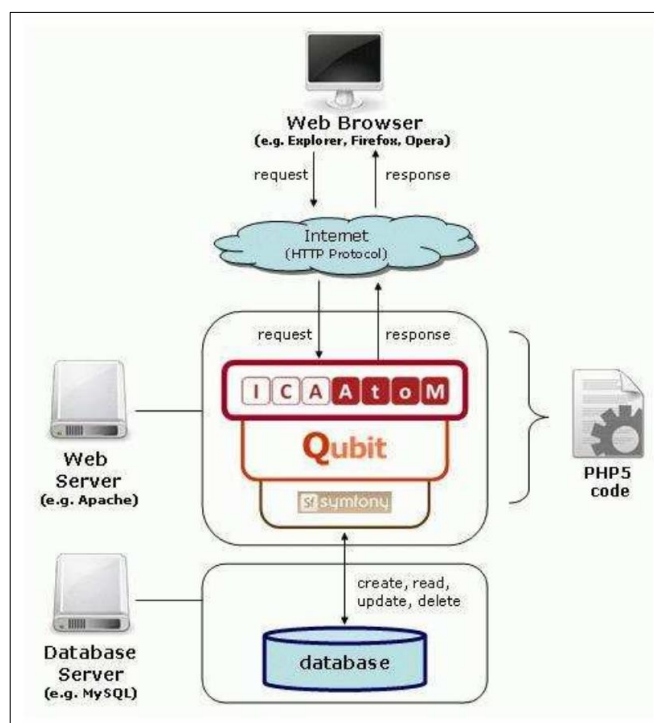 Web Browser
(e.g. Explorer, Firefox, Opera)
request
response
Internet
(HTTP Protocol)
request
response
ICAAtoM
Qubit
Sf symfony
Web
Server
(e.g. Apache)
PHP5
code
create, read,
update, delete
database
Database
Server
(e.g. MySQL)